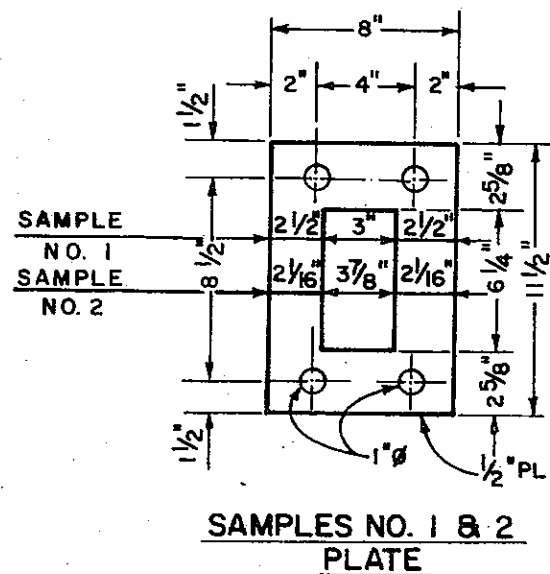 8"
2" 4" 2"
1 1/2"
2 5/8"
SAMPLE NO. 1
2 1/2" 3" 2 1/2"
SAMPLE NO. 2
2 1/16" 3 7/8" 2 1/16"
8 1/2"
6 1/4"
11 1/2"
2 5/8"
1 1/2"
1"Ø
1/2" PL
SAMPLES NO. 1 & 2
PLATE